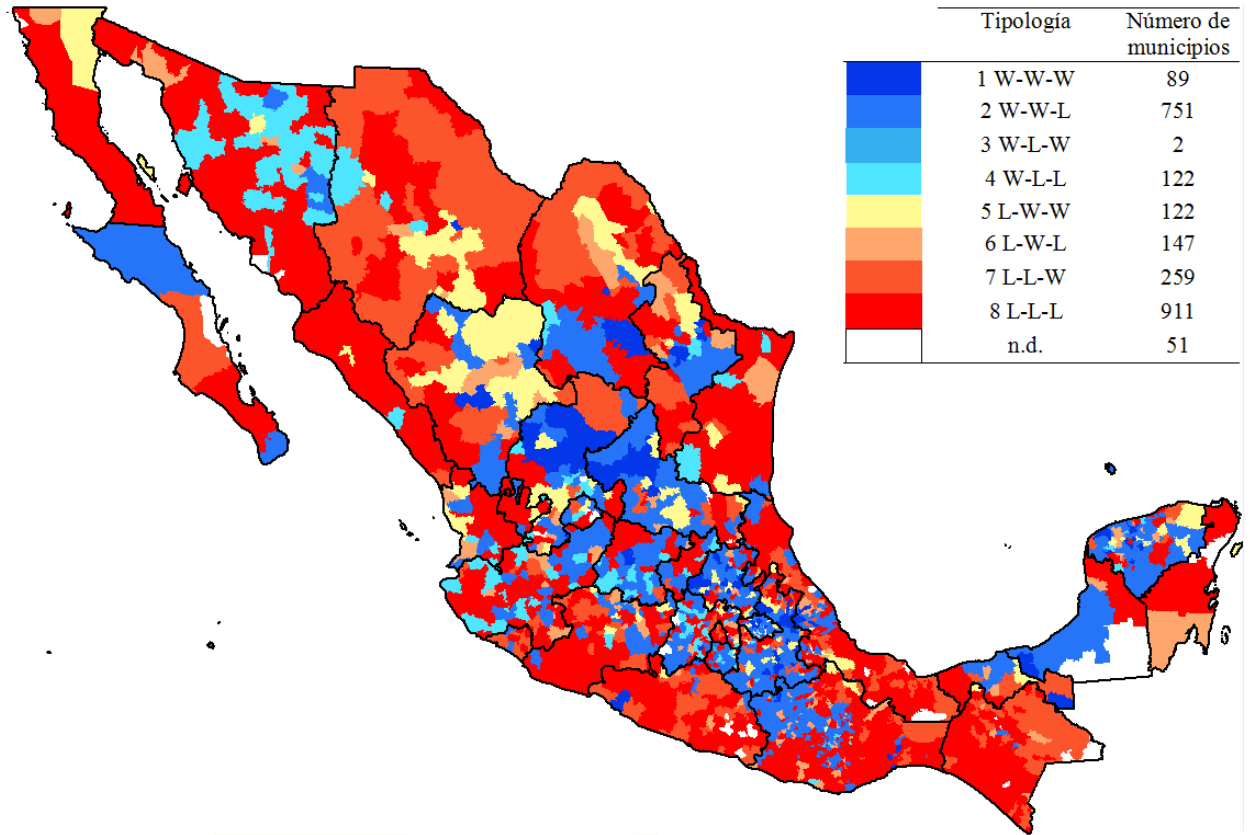 Tipología Número de
municipios
1 W-W-W 89
2 W-W-L 751
3 W-L-W 2
4 W-L-L 122
5 L-W-W 122
6 L-W-L 147
7 L-L-W 259
8 L-L-L 911
n.d. 51